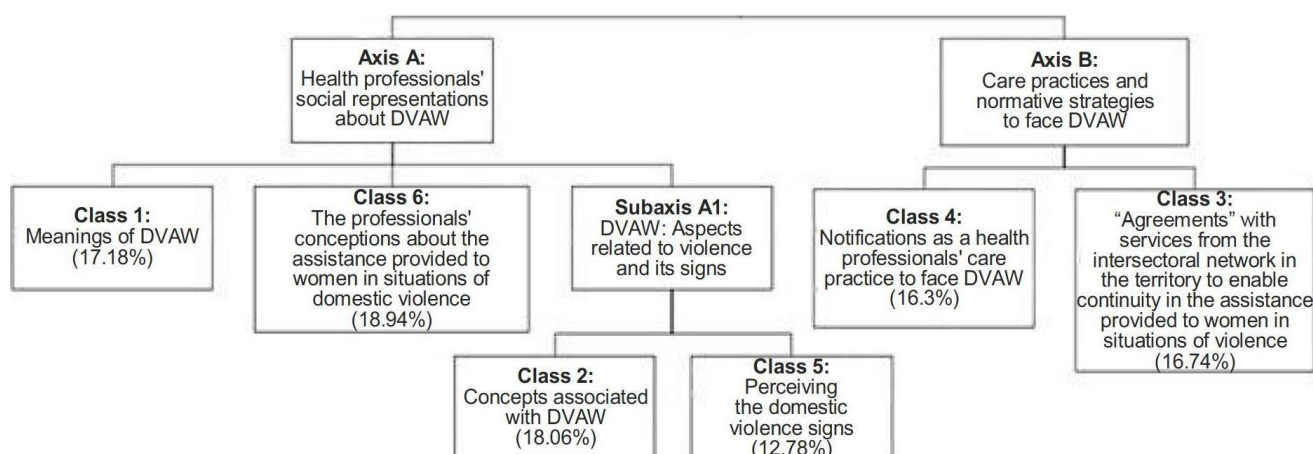 Axis A:
Health professionals'
social representations
about DVAW
Axis B:
Care practices and
normative strategies
to face DVAW
Class 1:
Meanings of DVAW
(17.18%)
Class 6:
The professionals'
conceptions about the
assistance provided to
women in situations of
domestic violence
(18.94%)
Subaxis A1:
DVAW: Aspects
related to violence
and its signs
Class 4:
Notifications as a health
professionals' care
practice to face DVAW
(16.3%)
Class 3:
“Agreements” with
services from the
intersectoral network in
the territory to enable
continuity in the assistance
provided to women in
situations of violence
(16.74%)
Class 2:
Concepts associated
with DVAW
(18.06%)
Class 5:
Perceiving
the domestic
violence signs
(12.78%)